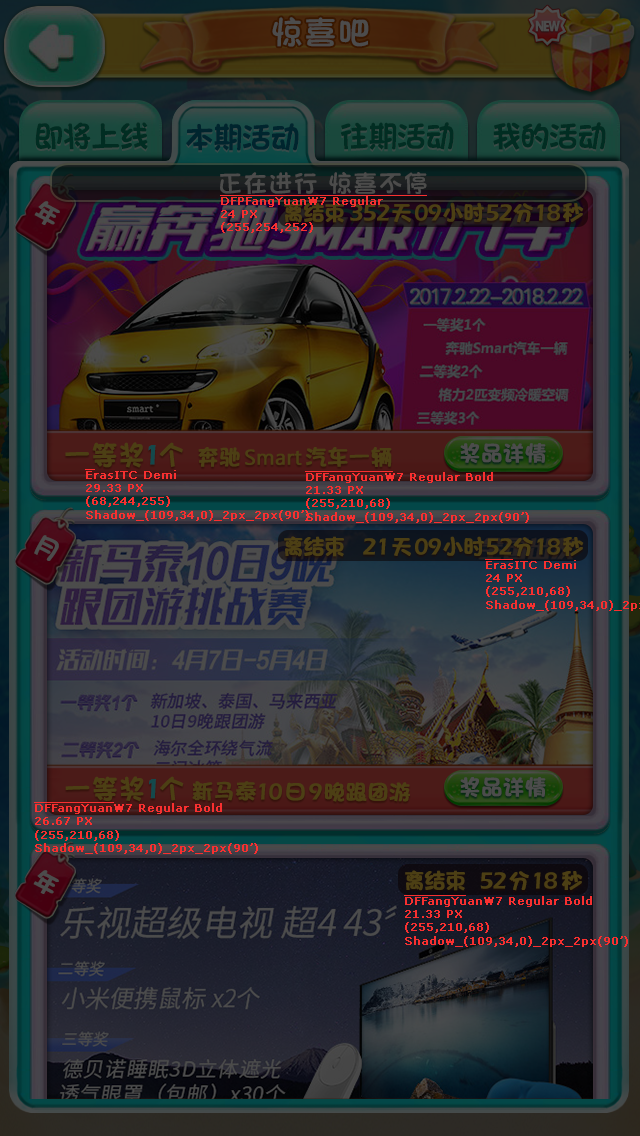 惊喜吧
NEW
即将上线 本期活动 往期活动 我的活动
正在进行 惊喜不停
DFPFangYuan₩7 Regular
24 PX
(255,254,252)
年
离结束 352天09小时52分18秒
赢奔驰SMART汽车
2017.2.22-2018.2.22
一等奖1个
奔驰Smart汽车一辆
二等奖2个
格力2匹变频冷暖空调
三等奖3个
smart
一等奖1个 奔驰Smart汽车一辆
奖品详情
ErasITC Demi
29.33 PX
(68,244,255)
Shadow_(109,34,0)_2px_2px(90°)
DFFangYuan₩7 Regular Bold
21.33 PX
(255,210,68)
Shadow_(109,34,0)_2px_2px(90°)
月
离结束 21天09小时52分18秒
ErasITC Demi
24 PX
(255,210,68)
Shadow_(109,34,0)_2px
新马泰10日9晚
跟团游挑战赛
活动时间：4月7日-5月4日
一等奖1个 新加坡、泰国、马来西亚
10日9晚跟团游
二等奖2个 海尔全环绕气流
一等奖1个 新马泰10日9晚跟团游
奖品详情
DFFangYuan₩7 Regular Bold
26.67 PX
(255,210,68)
Shadow_(109,34,0)_2px_2px(90°)
年
离结束 52分18秒
DFFangYuan₩7 Regular Bold
21.33 PX
(255,210,68)
Shadow_(109,34,0)_2px_2px(90°)
等奖
乐视超级电视 超4 43"
二等奖
小米便携鼠标 x2个
三等奖
德贝诺睡眠3D立体遮光
透气眼罩（包邮）x30个